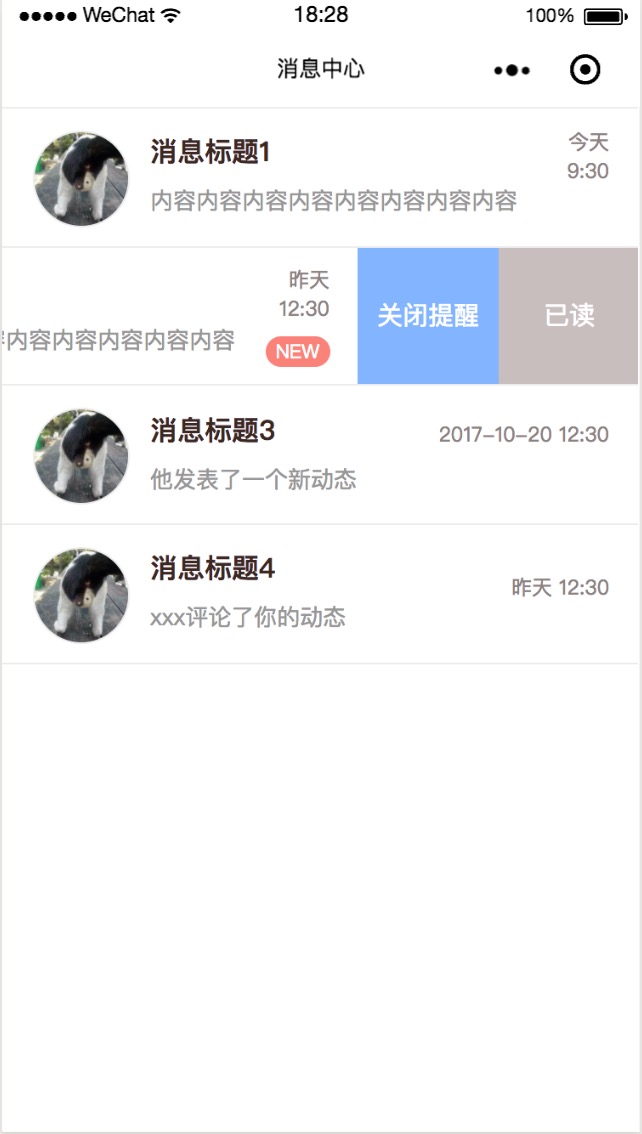 WeChat 18:28 100%
消息中心
消息标题1
今天
9:30
内容内容内容内容内容内容内容内容
昨天
12:30
内容内容内容内容内容
NEW
关闭提醒
已读
消息标题3
2017-10-20 12:30
他发表了一个新动态
消息标题4
昨天 12:30
xxx评论了你的动态